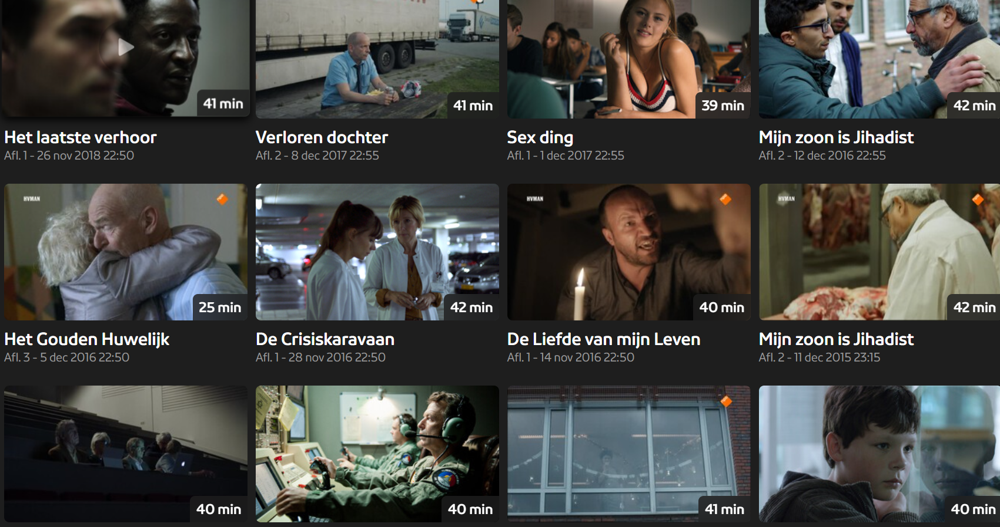 41 min
41 min
39 min
42 min
Het laatste verhoor
Afl. 1 - 26 nov 2018 22:50
Verloren dochter
Afl. 2 - 8 dec 2017 22:55
Sex ding
Afl. 1 - 1 dec 2017 22:55
Mijn zoon is Jihadist
Afl. 2 - 12 dec 2016 22:55
HVMAN
25 min
42 min
HVMAN
40 min
HVMAN
42 min
Het Gouden Huwelijk
Afl. 3 - 5 dec 2016 22:50
De Crisiskaravaan
Afl. 1 - 28 nov 2016 22:50
De Liefde van mijn Leven
Afl. 1 - 14 nov 2016 22:50
Mijn zoon is Jihadist
Afl. 2 - 11 dec 2015 23:15
40 min
40 min
41 min
40 min